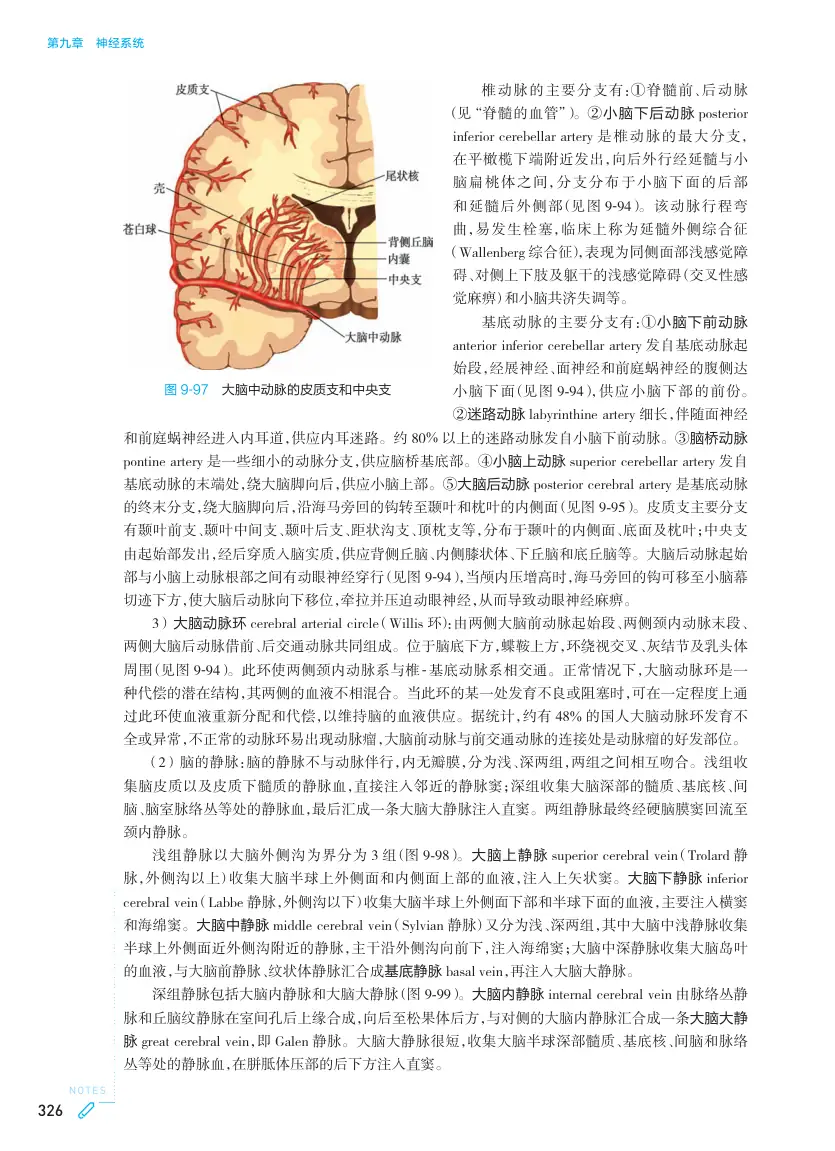 第九章 神经系统
皮质支
尾状核
壳
苍白球
背侧丘脑
内囊
中央支
大脑中动脉
图 9-97 大脑中动脉的皮质支和中央支
椎动脉的主要分支有:①脊髓前、后动脉
(见“脊髓的血管”)。②小脑下后动脉 posterior
inferior cerebellar artery 是椎动脉的最大分支,
在平橄榄下端附近发出,向后外行经延髓与小
脑扁桃体之间,分支分布于小脑下面的后部
和延髓后外侧部(见图 9-94)。该动脉行程弯
曲,易发生栓塞,临床上称为延髓外侧综合征
(Wallenberg 综合征),表现为同侧面部浅感觉障
碍、对侧上下肢及躯干的浅感觉障碍(交叉性感
觉麻痹)和小脑共济失调等。
基底动脉的主要分支有:①小脑下前动脉
anterior inferior cerebellar artery 发自基底动脉起
始段,经展神经、面神经和前庭蜗神经的腹侧达
小脑下面(见图 9-94),供应小脑下部的前份。
②迷路动脉 labyrinthine artery 细长,伴随面神经
和前庭蜗神经进入内耳道,供应内耳迷路。约 80% 以上的迷路动脉发自小脑下前动脉。③脑桥动脉
pontine artery 是一些细小的动脉分支,供应脑桥基底部。④小脑上动脉 superior cerebellar artery 发自
基底动脉的末端处,绕大脑脚向后,供应小脑上部。⑤大脑后动脉 posterior cerebral artery 是基底动脉
的终末分支,绕大脑脚向后,沿海马旁回的钩转至颞叶和枕叶的内侧面(见图 9-95)。皮质支主要分支
有颞叶前支、颞叶中间支、颞叶后支、距状沟支、顶枕支等,分布于颞叶的内侧面、底面及枕叶;中央支
由起始部发出,经后穿质入脑实质,供应背侧丘脑、内侧膝状体、下丘脑和底丘脑等。大脑后动脉起始
部与小脑上动脉根部之间有动眼神经穿行(见图 9-94),当颅内压增高时,海马旁回的钩可移至小脑幕
切迹下方,使大脑后动脉向下移位,牵拉并压迫动眼神经,从而导致动眼神经麻痹。
3)大脑动脉环 cerebral arterial circle(Willis 环):由两侧大脑前动脉起始段、两侧颈内动脉末段、
两侧大脑后动脉借前、后交通动脉共同组成。位于脑底下方,蝶鞍上方,环绕视交叉、灰结节及乳头体
周围(见图 9-94)。此环使两侧颈内动脉系与椎-基底动脉系相交通。正常情况下,大脑动脉环是一
种代偿的潜在结构,其两侧的血液不相混合。当此环的某一处发育不良或阻塞时,可在一定程度上通
过此环使血液重新分配和代偿,以维持脑的血液供应。据统计,约有 48% 的国人大脑动脉环发育不
全或异常,不正常的动脉环易出现动脉瘤,大脑前动脉与前交通动脉的连接处是动脉瘤的好发部位。
(2)脑的静脉:脑的静脉不与动脉伴行,内无瓣膜,分为浅、深两组,两组之间相互吻合。浅组收
集脑皮质以及皮质下髓质的静脉血,直接注入邻近的静脉窦;深组收集大脑深部的髓质、基底核、间
脑、脑室脉络丛等处的静脉血,最后汇成一条大脑大静脉注入直窦。两组静脉最终经硬脑膜窦回流至
颈内静脉。
浅组静脉以大脑外侧沟为界分为 3 组(图 9-98)。大脑上静脉 superior cerebral vein(Trolard 静
脉,外侧沟以上)收集大脑半球上外侧面和内侧面上部的血液,注入上矢状窦。大脑下静脉 inferior
cerebral vein(Labbe 静脉,外侧沟以下)收集大脑半球上外侧面下部和半球下面的血液,主要注入横窦
和海绵窦。大脑中静脉 middle cerebral vein(Sylvian 静脉)又分为浅、深两组,其中大脑中浅静脉收集
半球上外侧面近外侧沟附近的静脉,主干沿外侧沟向前下,注入海绵窦;大脑中深静脉收集大脑岛叶
的血液,与大脑前静脉、纹状体静脉汇合成基底静脉 basal vein,再注入大脑大静脉。
深组静脉包括大脑内静脉和大脑大静脉(图 9-99)。大脑内静脉 internal cerebral vein 由脉络丛静
脉和丘脑纹静脉在室间孔后上缘合成,向后至松果体后方,与对侧的大脑内静脉汇合成一条大脑大静
脉 great cerebral vein,即 Galen 静脉。大脑大静脉很短,收集大脑半球深部髓质、基底核、间脑和脉络
丛等处的静脉血,在胼胝体压部的后下方注入直窦。
NOTES
326